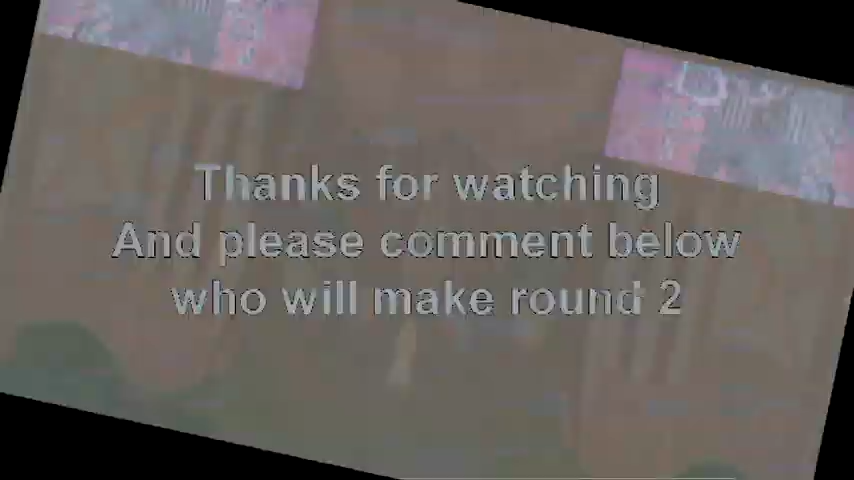 Thanks for watching
And please comment below
who will make round 2